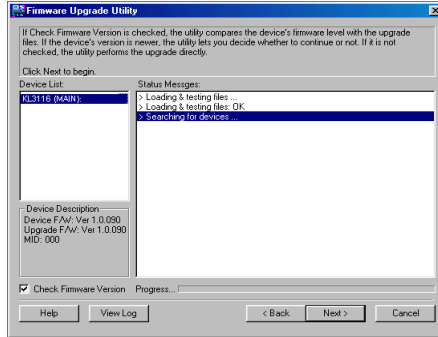 Firmware Upgrade Utility
If Check Firmware Version is checked, the utility compares the device's firmware level with the upgrade
files. If the device's version is newer, the utility lets you decide whether to continue or not. If it is not
checked, the utility performs the upgrade directly.
Click Next to begin.
Device List:
KL3116 (MAIN):
Status Messges:
> Loading & testing files ...
> Loading & testing files: OK
> Searching for devices ...
Device Description
Device F/W: Ver 1.0.090
Upgrade F/W: Ver 1.0.090
MID: 000
Check Firmware Version
Progress...
Help
View Log
< Back
Next >
Cancel